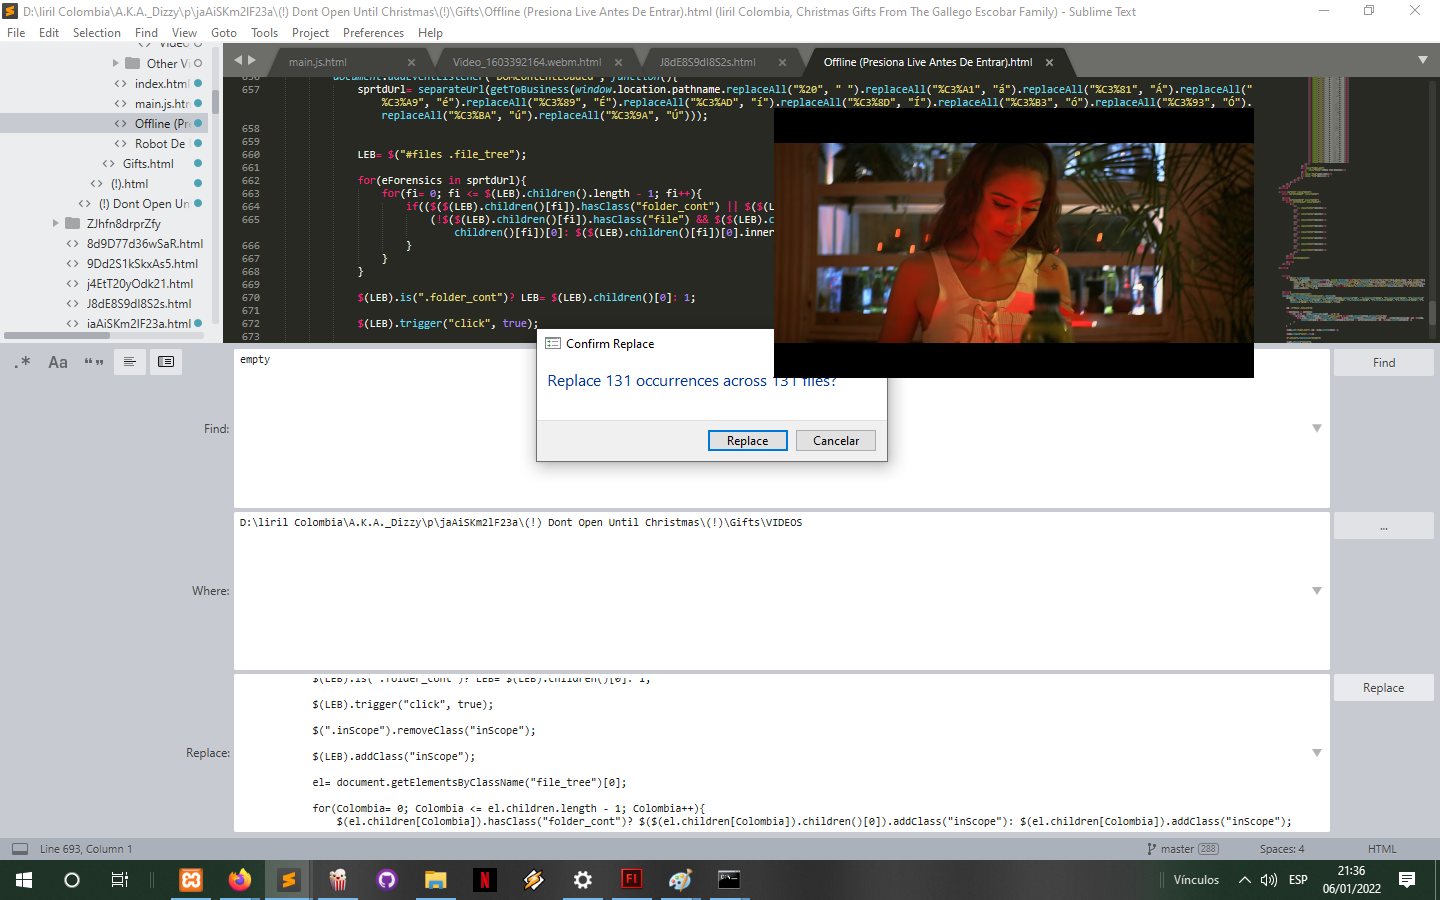 D:\liril Colombia\A.K.A._Dizzy\p\jaAiSKm2lF23a\(!) Dont Open Until Christmas\(!)\Gifts\Offline (Presiona Live Antes De Entrar).html (liril Colombia, Christmas Gifts From The Gallego Escobar Family) - Sublime Text
File Edit Selection Find View Goto Tools Project Preferences Help
Other Vi
index.html
main.js.htn
Offline (Pre
Robot De
Gifts.html
(!).html
(!) Dont Open Un
ZJhfn8drprZfy
8d9D77d36wSaR.html
9Dd2S1kSkxAs5.html
j4EtT20yOdk21.html
J8dE8S9dI8S2s.html
main.js.html
Video_1603392164.webm.html
J8dE8S9dI8S2s.html
Offline (Presiona Live Antes De Entrar).html
657 sprtdUrl= separateUrl(getToBusiness(window.location.pathname.replaceAll("%20", " ").replaceAll("%C3%A1", "á").replaceAll("%C3%81", "Á").replaceAll("
%C3%A9", "é").replaceAll("%C3%89", "É").replaceAll("%C3%AD", "í").replaceAll("%C3%8D", "Í").replaceAll("%C3%B3", "ó").replaceAll("%C3%93", "Ó").
replaceAll("%C3%BA", "ú").replaceAll("%C3%9A", "Ú")));
658
659
660 LEB= $("#files .file_tree");
661
662 for(eForensics in sprtdUrl){
663 for(fi= 0; fi <= $(LEB).children().length - 1; fi++){
664 if(($($(LEB).children()[fi]).hasClass("folder_cont") || $($(L
665 (!$($(LEB).children()[fi]).hasClass("file") && $($(LEB).c
children()[fi])[0]: $($(LEB).children()[fi])[0].inner
666 }
667 }
668 }
669
670 $(LEB).is(".folder_cont")? LEB= $(LEB).children()[0]: 1;
671
672 $(LEB).trigger("click", true);
673
Confirm Replace
Replace 131 occurrences across 131 files?
Replace Cancelar
Find:
empty
Find
Where:
D:\liril Colombia\A.K.A._Dizzy\p\jaAiSKm2lF23a\(!) Dont Open Until Christmas\(!)\Gifts\VIDEOS
...
Replace:
$(LEB).is(".folder_cont")? LEB= $(LEB).children()[0]: 1;
$(LEB).trigger("click", true);
$(".inScope").removeClass("inScope");
$(LEB).addClass("inScope");
el= document.getElementsByClassName("file_tree")[0];
for(Colombia= 0; Colombia <= el.children.length - 1; Colombia++){
$(el.children[Colombia]).hasClass("folder_cont")? $($(el.children[Colombia]).children()[0]).addClass("inScope"): $(el.children[Colombia]).addClass("inScope");
Replace
Line 693, Column 1
master 288
Spaces: 4
HTML
Vínculos
ESP
21:36
06/01/2022